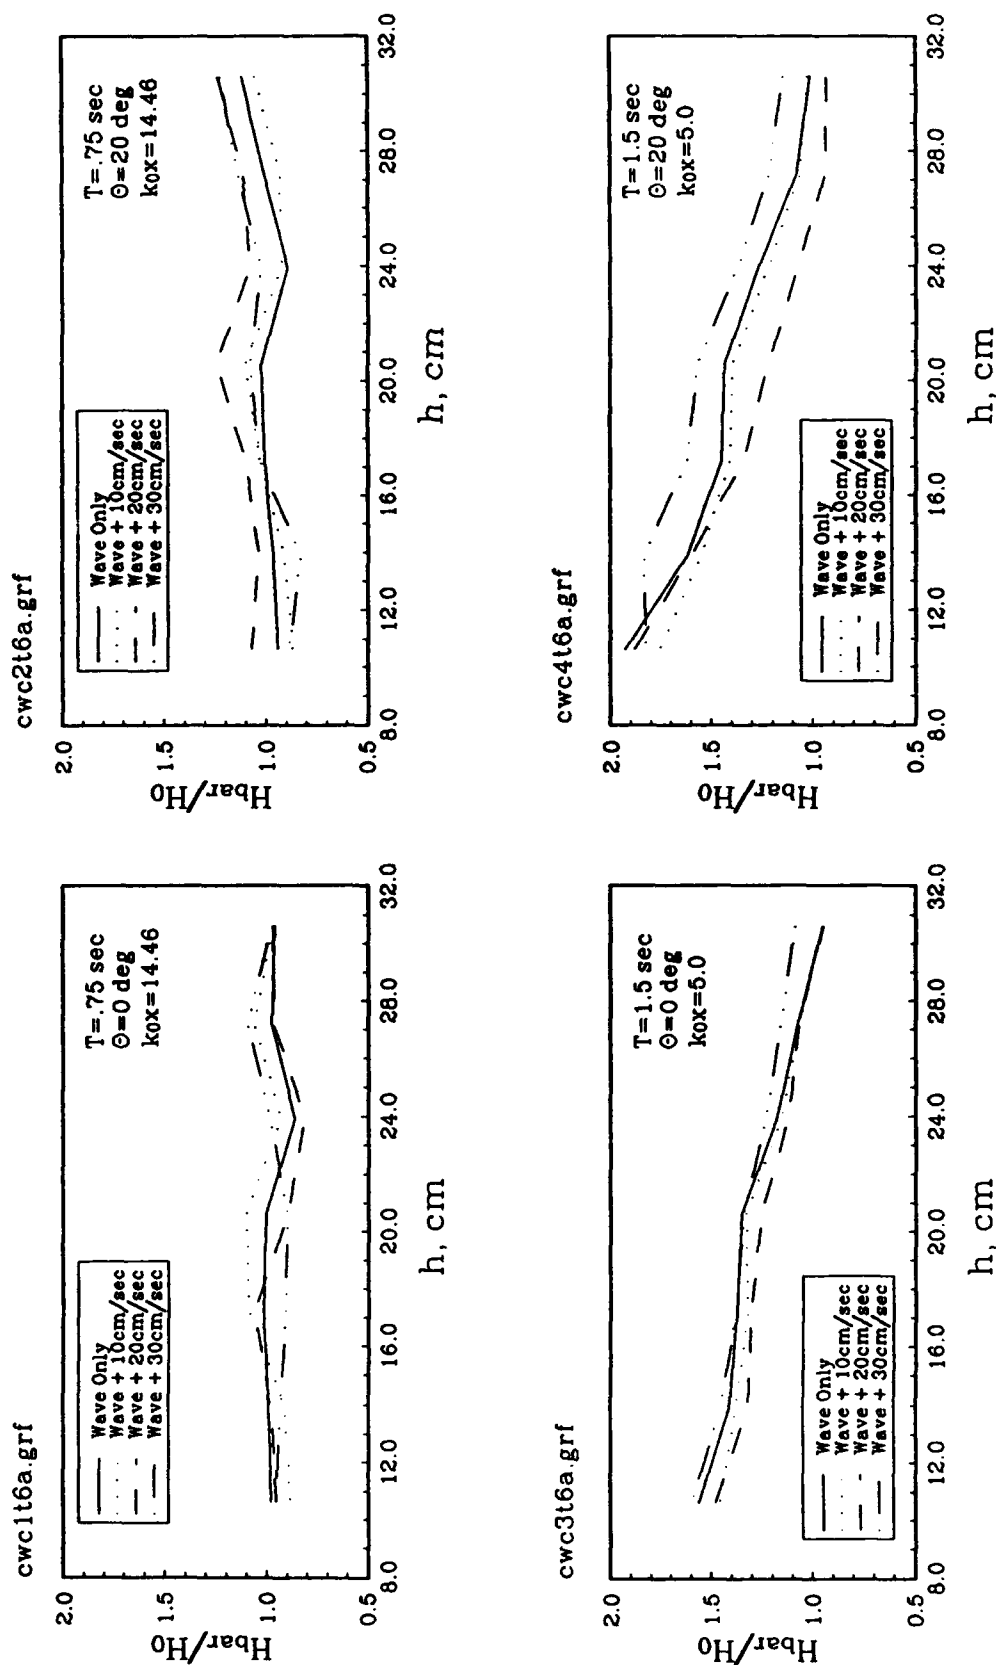 cwc1t6a.grf
T=.75 sec
Θ=0 deg
k0x=14.46
Wave Only
Wave + 10cm/sec
Wave + 20cm/sec
Wave + 30cm/sec
Hbar/H0
2.0
1.5
1.0
0.5
8.0 12.0 16.0 20.0 24.0 28.0 32.0
h, cm
cwc2t6a.grf
T=.75 sec
Θ=20 deg
k0x=14.46
Wave Only
Wave + 10cm/sec
Wave + 20cm/sec
Wave + 30cm/sec
Hbar/H0
2.0
1.5
1.0
0.5
8.0 12.0 16.0 20.0 24.0 28.0 32.0
h, cm
cwc3t6a.grf
T=1.5 sec
Θ=0 deg
k0x=5.0
Wave Only
Wave + 10cm/sec
Wave + 20cm/sec
Wave + 30cm/sec
Hbar/H0
2.0
1.5
1.0
0.5
8.0 12.0 16.0 20.0 24.0 28.0 32.0
h, cm
cwc4t6a.grf
T=1.5 sec
Θ=20 deg
k0x=5.0
Wave Only
Wave + 10cm/sec
Wave + 20cm/sec
Wave + 30cm/sec
Hbar/H0
2.0
1.5
1.0
0.5
8.0 12.0 16.0 20.0 24.0 28.0 32.0
h, cm